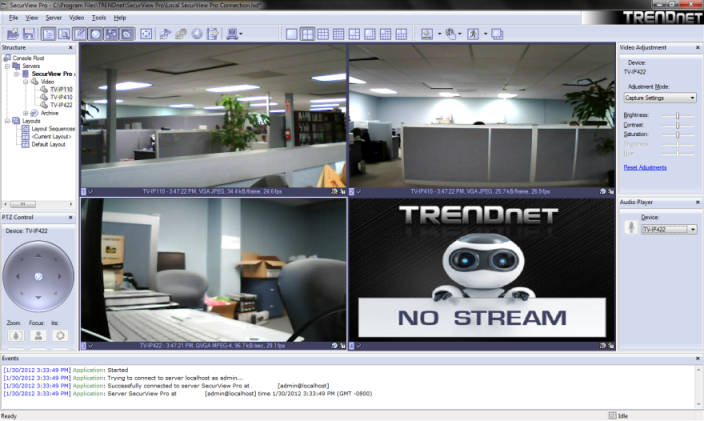 SecurView Pro - C:\Program Files\TRENDnet\SecurView Pro\Local SecurView Pro Connection.lxd*
File View Server Video Tools Help
TRENDNET
Structure
Console Root
Servers
SecurView Pro
Video
TV-IP110
TV-IP410
TV-IP422
Archive
Layouts
Layout Sequences
<Current Layout>
Default Layout
PTZ Control
Device: TV-IP422
Zoom: Focus: Iris:
1 TV-IP110 - 3:47:22 PM, VGA JPEG, 34.4 kB/frame, 24.6 fps
2 TV-IP410 - 3:47:22 PM, VGA JPEG, 25.7 kB/frame, 26.9 fps
3 TV-IP422 - 3:47:21 PM, QVGA MPEG-4, 96.7 kB/sec, 29.1 fps
TRENDNET
NO STREAM
4
Video Adjustment
Device:
TV-IP422
Adjustment Mode:
Capture Settings
Brightness:
Contrast:
Saturation:
Reset Adjustments
Audio Player
Device:
TV-IP422
Events
[1/30/2012 3:33:49 PM] Application: Started
[1/30/2012 3:33:49 PM] Application: Trying to connect to server localhost as admin...
[1/30/2012 3:33:49 PM] Application: Successfully connected to server SecurView Pro at [admin@localhost]
[1/30/2012 3:33:49 PM] Application: Server SecurView Pro at [admin@localhost] time 1/30/2012 3:33:49 PM (GMT -0800)
Ready
Idle